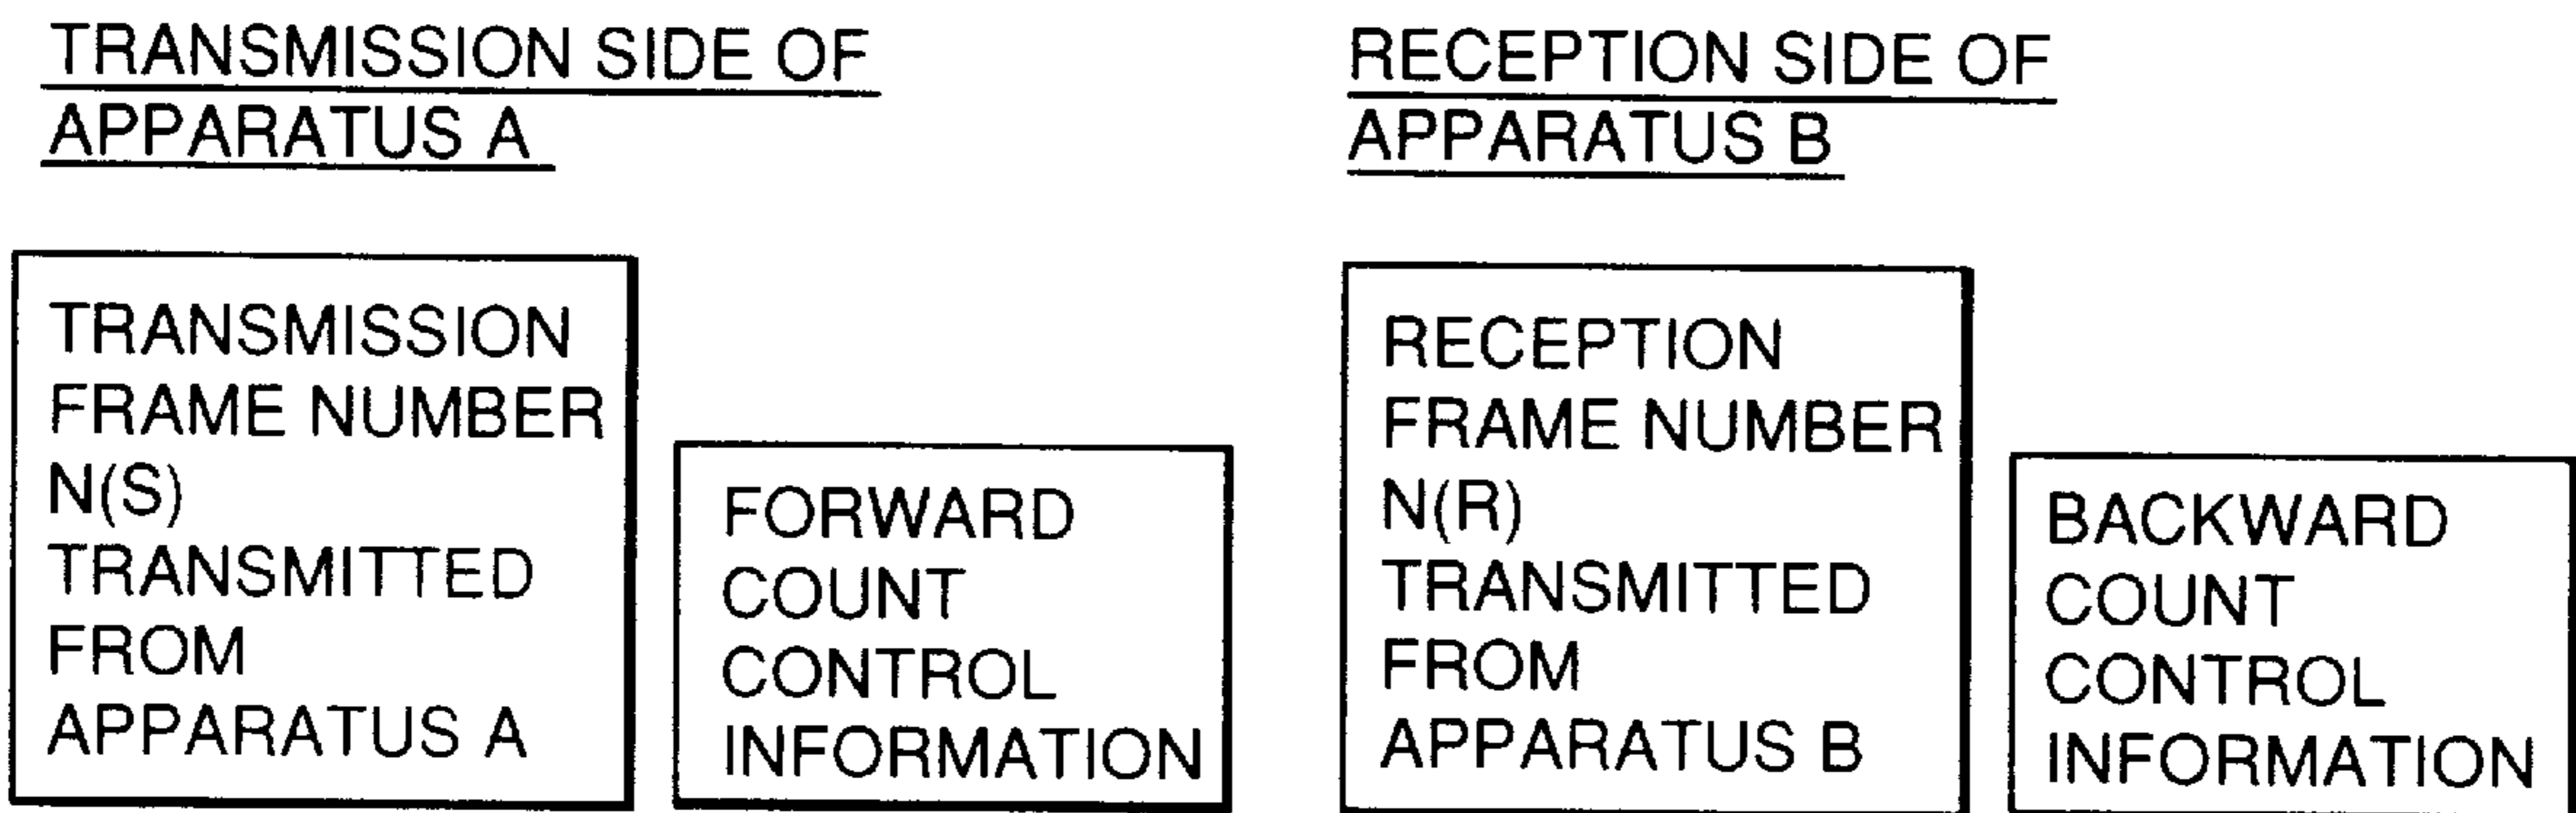 TRANSMISSION SIDE OF
APPARATUS A
RECEPTION SIDE OF
APPARATUS B
TRANSMISSION
FRAME NUMBER
N(S)
TRANSMITTED
FROM
APPARATUS A
FORWARD
COUNT
CONTROL
INFORMATION
RECEPTION
FRAME NUMBER
N(R)
TRANSMITTED
FROM
APPARATUS B
BACKWARD
COUNT
CONTROL
INFORMATION